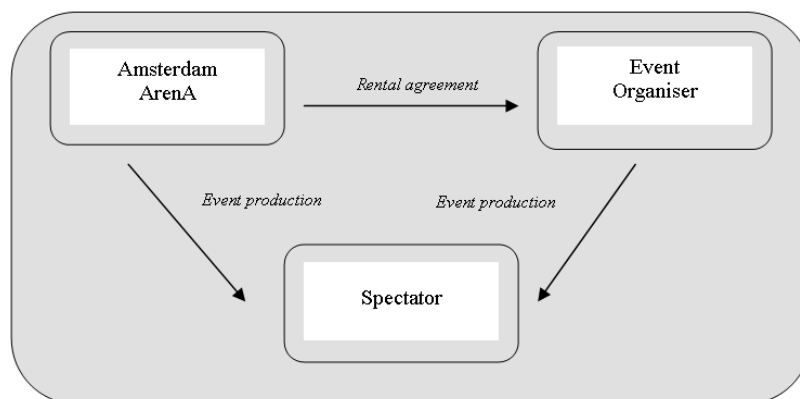 Amsterdam
ArenA
Rental agreement
Event
Organiser
Event production
Event production
Spectator